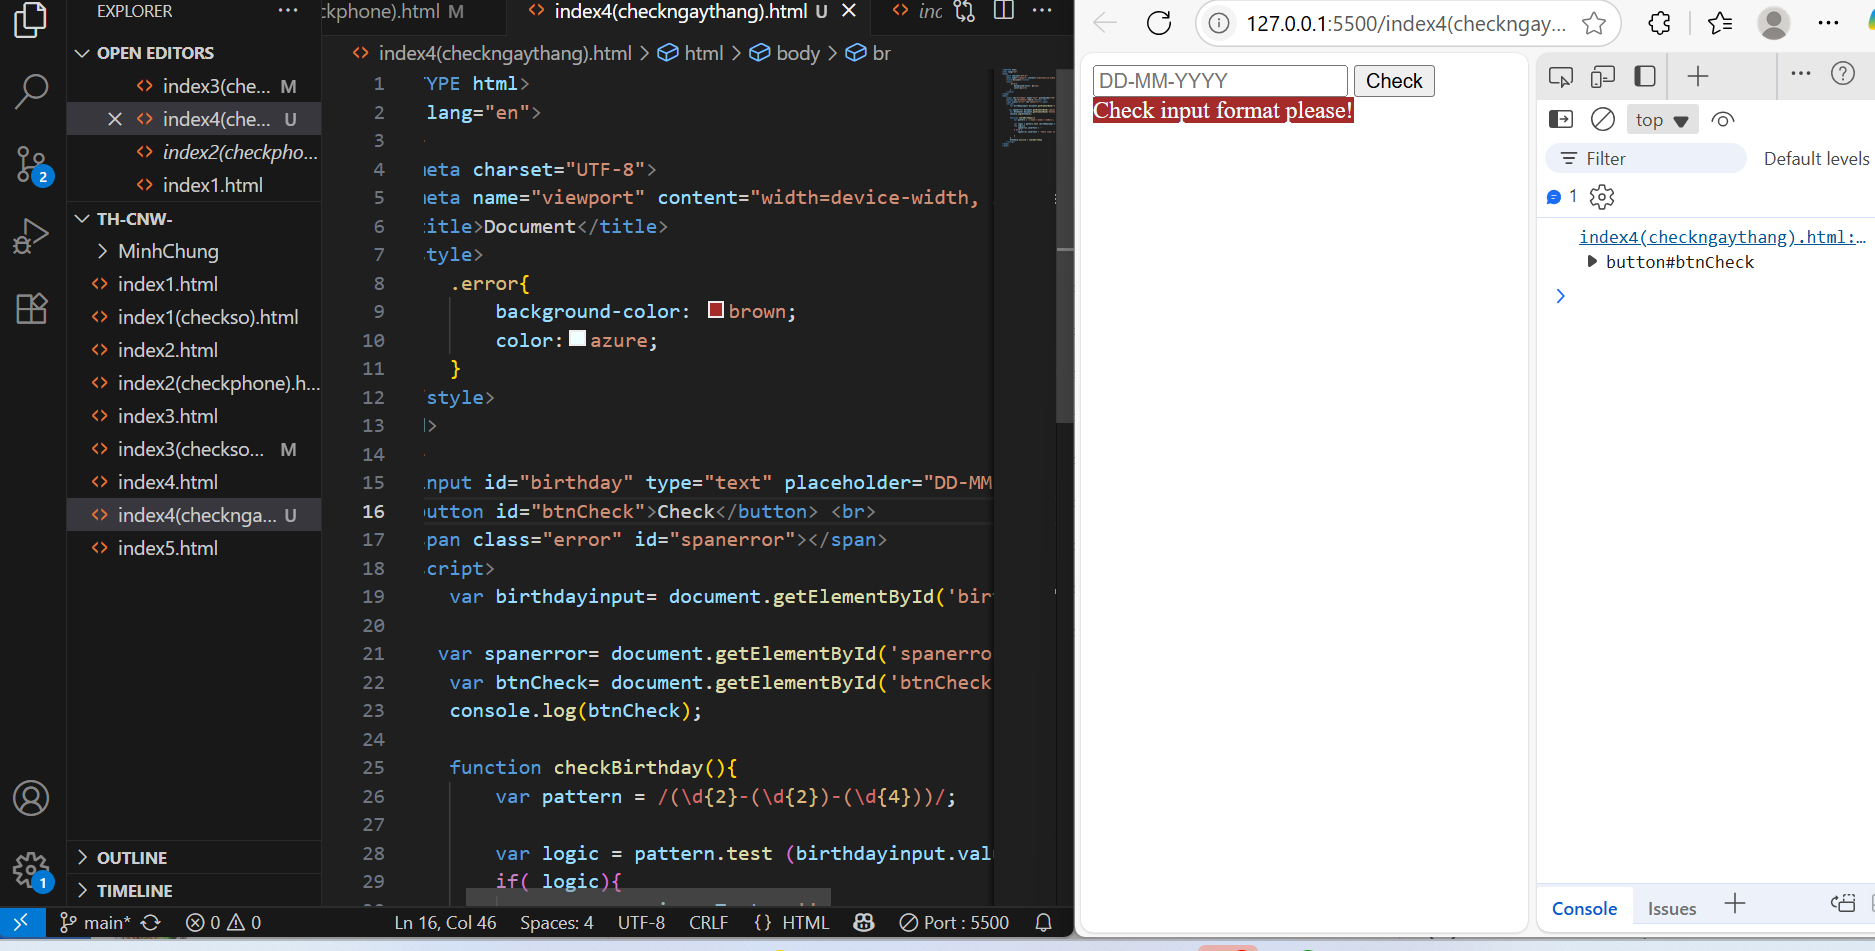 EXPLORER
OPEN EDITORS
index3(che... M
index4(che... U
index2(checkpho...
index1.html
TH-CNW-
MinhChung
index1.html
index1(checkso).html
index2.html
index2(checkphone).h...
index3.html
index3(checkso... M
index4.html
index4(checknga... U
index5.html
OUTLINE
TIMELINE
2
1
ckphone).html M
index4(checkngaythang).html U
inc
index4(checkngaythang).html > html > body > br
1 YPE html>
2 lang="en">
3
4 eta charset="UTF-8">
5 eta name="viewport" content="width=device-width,
6 itle>Document</title>
7 tyle>
8 .error{
9 background-color: brown;
10 color: azure;
11 }
12 style>
13 >
14
15 nput id="birthday" type="text" placeholder="DD-MM
16 utton id="btnCheck">Check</button> <br>
17 pan class="error" id="spanerror"></span>
18 cript>
19 var birthdayinput= document.getElementById('bir
20
21 var spanerror= document.getElementById('spanerro
22 var btnCheck= document.getElementById('btnCheck
23 console.log(btnCheck);
24
25 function checkBirthday(){
26 var pattern = /(\d{2}-(\d{2})-(\d{4}))/;
27
28 var logic = pattern.test (birthdayinput.val
29 if( logic){
main* 0 0 Ln 16, Col 46 Spaces: 4 UTF-8 CRLF {} HTML Port : 5500
127.0.0.1:5500/index4(checkngay...
DD-MM-YYYY Check
Check input format please!
top
Filter Default levels
1
index4(checkngaythang).html:...
button#btnCheck
Console Issues